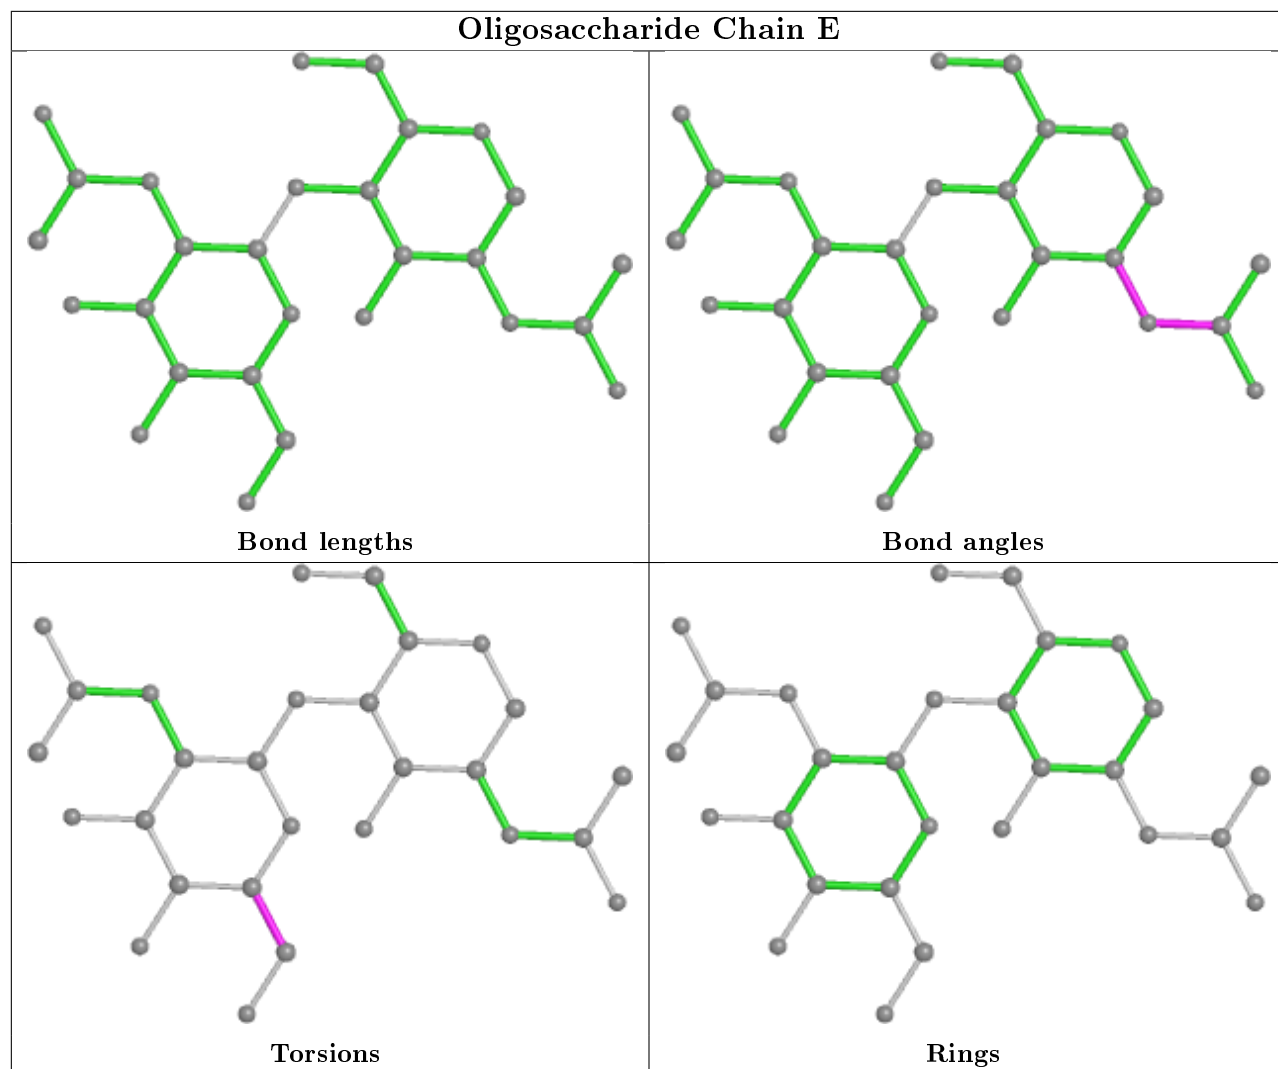 Oligosaccharide Chain E
Bond lengths
Bond angles
Torsions
Rings